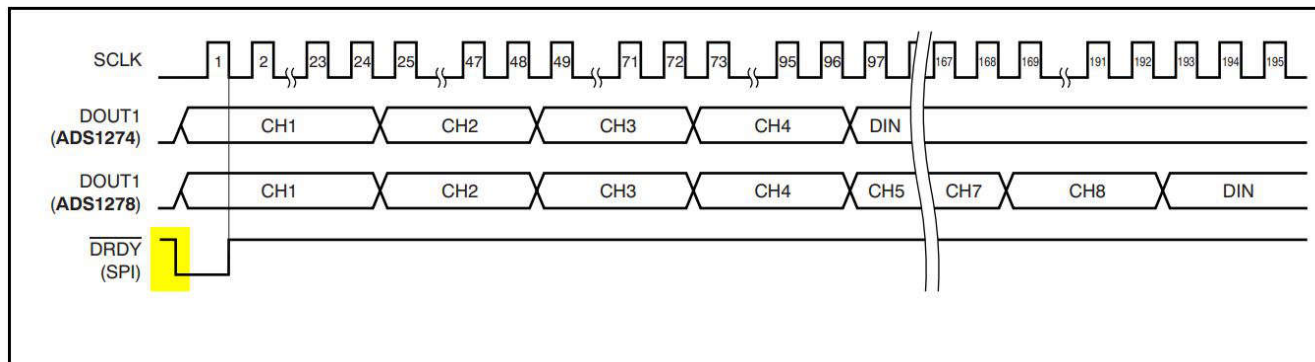 SCLK 1 2 23 24 25 47 48 49 71 72 73 95 96 97 167 168 169 191 192 193 194 195
DOUT1
(ADS1274) CH1 CH2 CH3 CH4 DIN
DOUT1
(ADS1278) CH1 CH2 CH3 CH4 CH5 CH7 CH8 DIN
DRDY
(SPI)